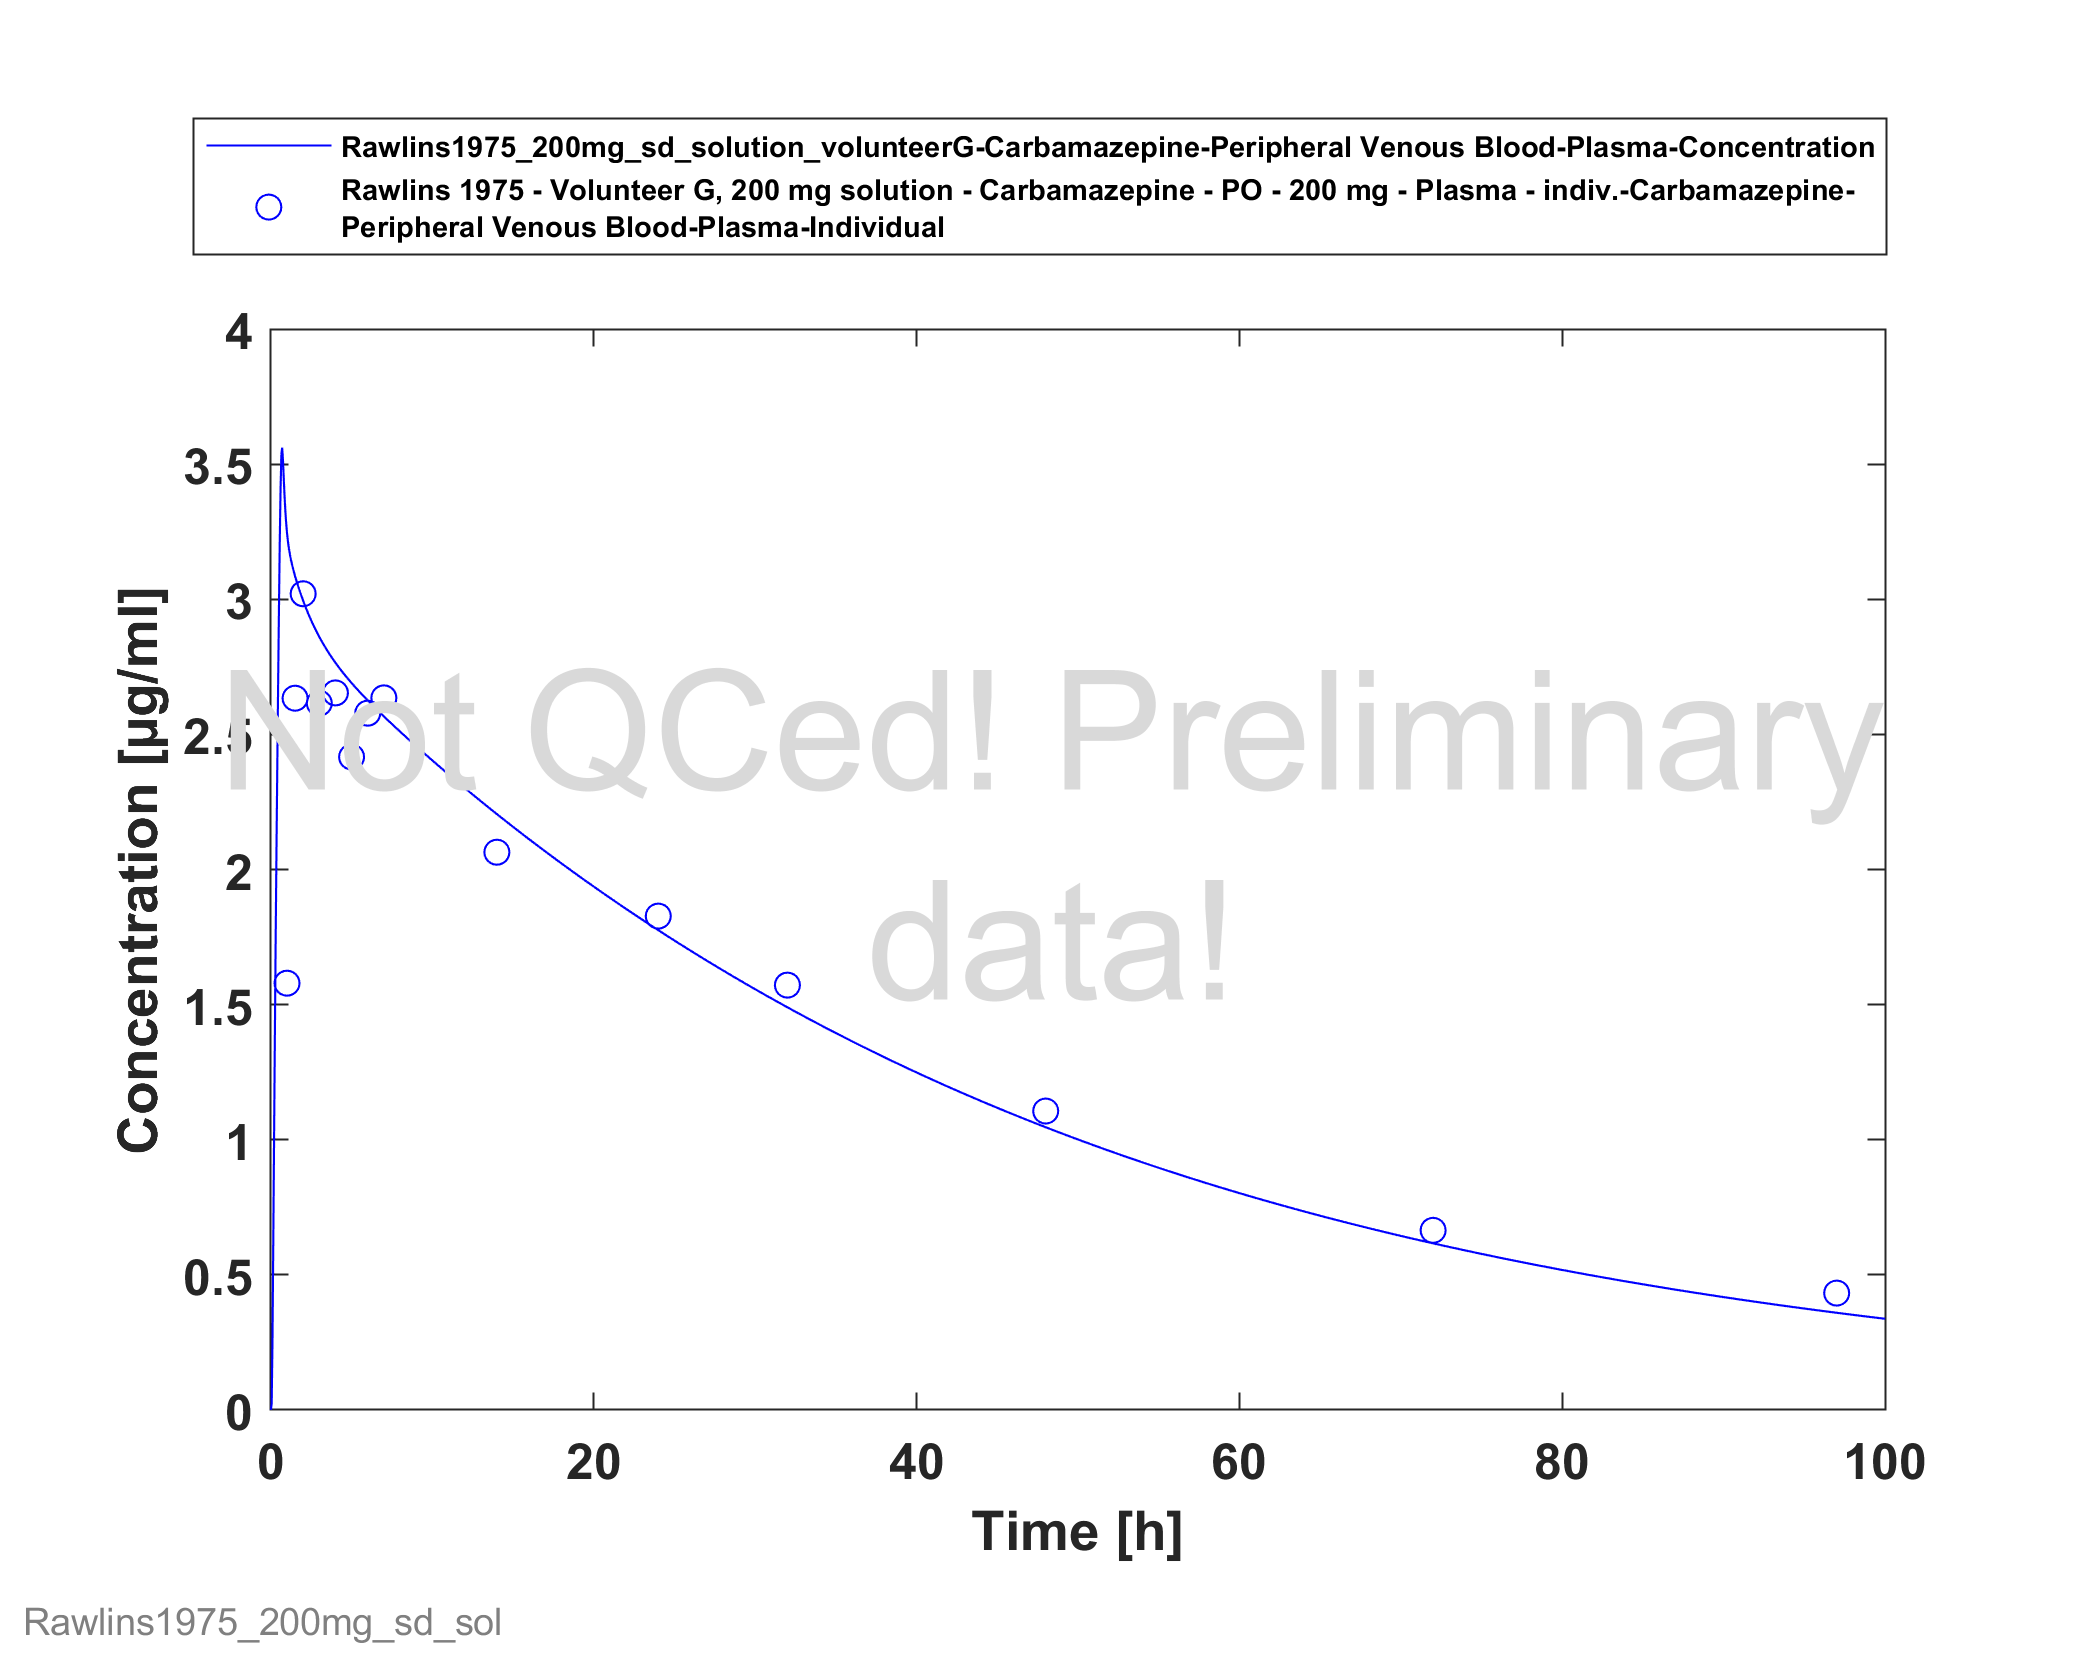 Rawlins1975_200mg_sd_solution_volunteerG-Carbamazepine-Peripheral Venous Blood-Plasma-Concentration
Rawlins 1975 - Volunteer G, 200 mg solution - Carbamazepine - PO - 200 mg - Plasma - indiv.-Carbamazepine-
Peripheral Venous Blood-Plasma-Individual
4
3.5
3
2.5
2
1.5
1
0.5
0
Concentration [µg/ml]
Not QCed! Preliminary
data!
0 20 40 60 80 100
Time [h]
Rawlins1975_200mg_sd_sol